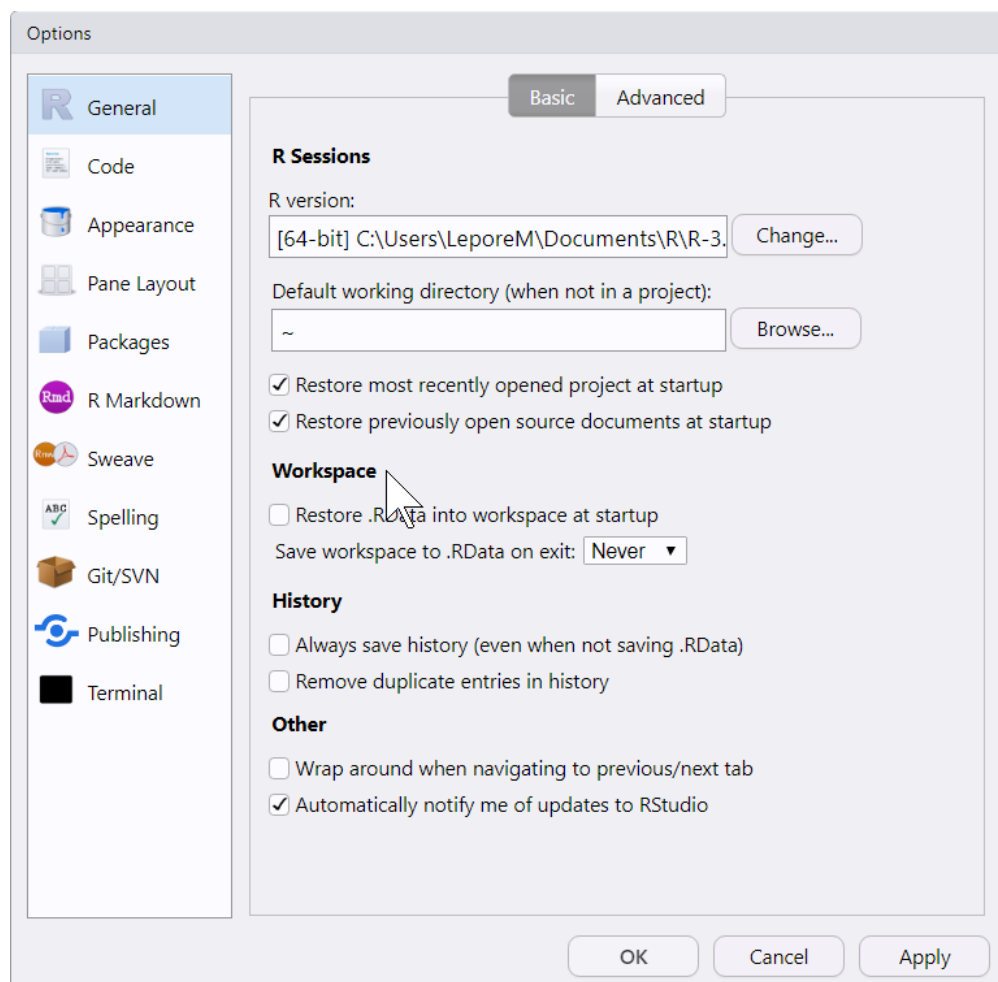 Options
General
Code
Appearance
Pane Layout
Packages
Rmd R Markdown
Sweave
ABC Spelling
Git/SVN
Publishing
Terminal
Basic Advanced
R Sessions
R version:
[64-bit] C:\Users\LeporeM\Documents\R\R-3. Change...
Default working directory (when not in a project):
~ Browse...
Restore most recently opened project at startup
Restore previously open source documents at startup
Workspace
Restore .RData into workspace at startup
Save workspace to .RData on exit: Never
History
Always save history (even when not saving .RData)
Remove duplicate entries in history
Other
Wrap around when navigating to previous/next tab
Automatically notify me of updates to RStudio
OK Cancel Apply